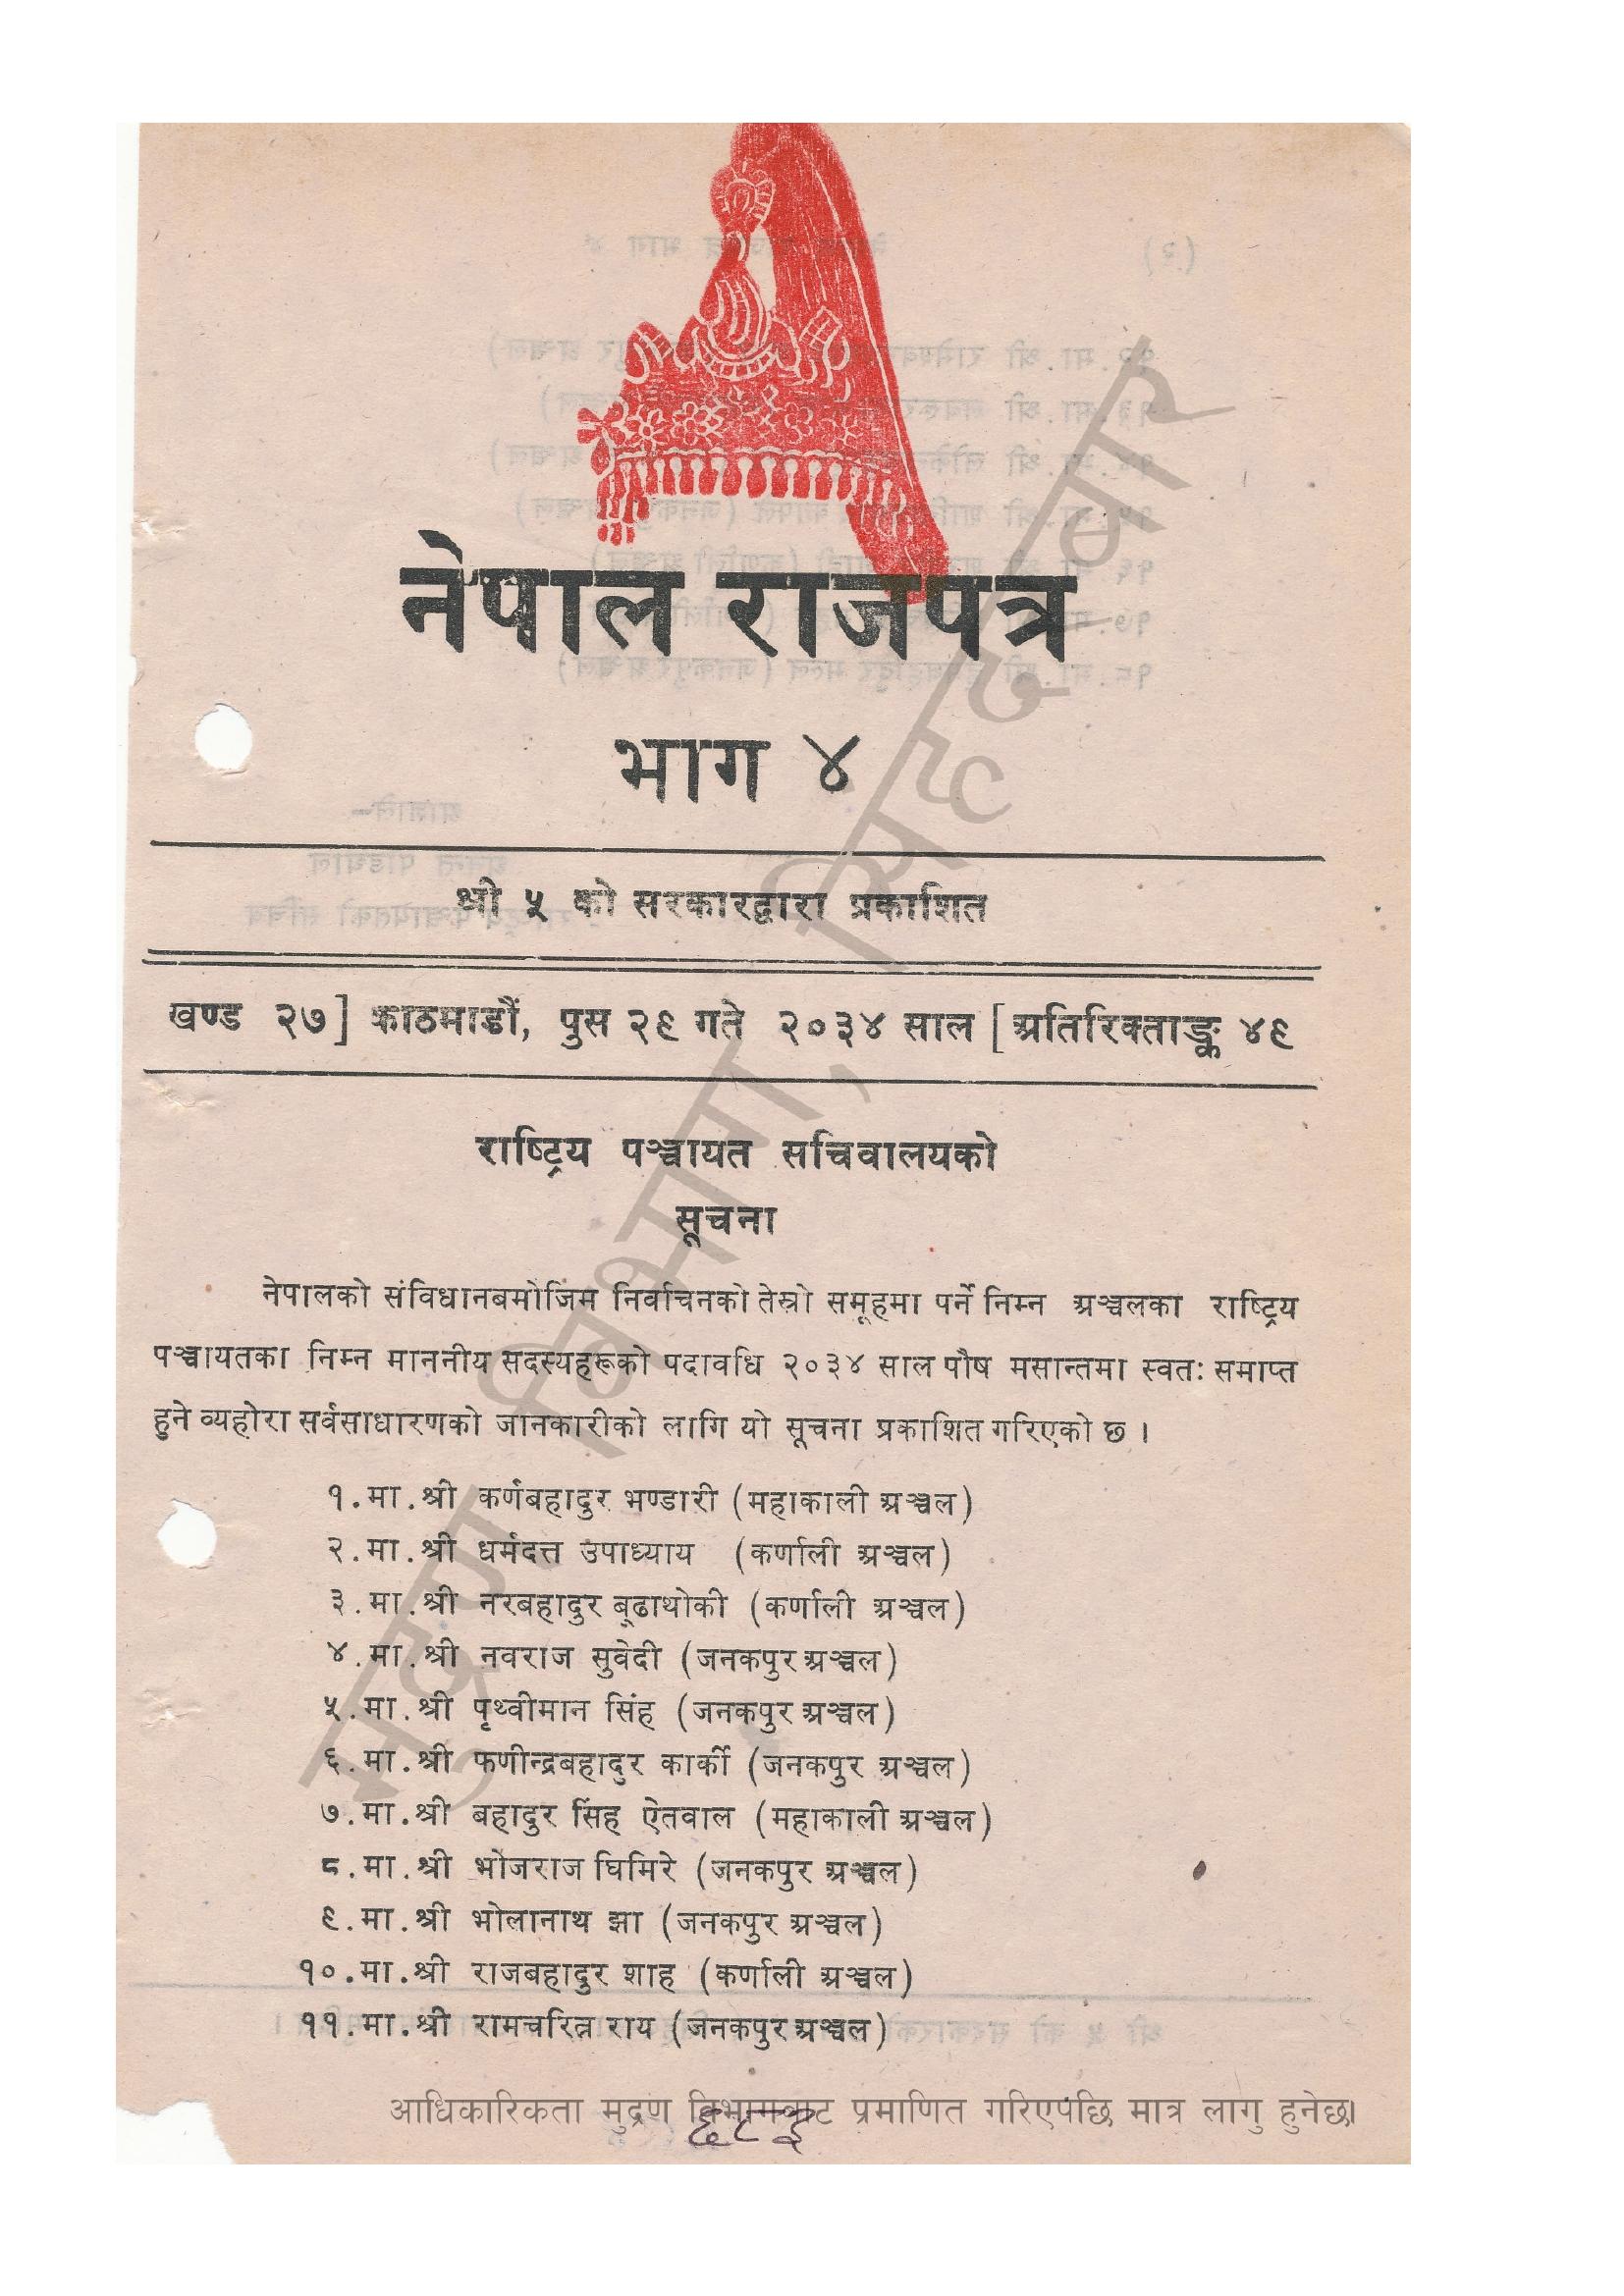 नेपाल राजपत्र
भाग ४
श्री ५ को सरकारद्वारा प्रकाशित
खण्ड २७] काठमाडौं, पुस २९ गते २०३४ साल [अतिरिक्ताङ्क ४९
राष्ट्रिय पञ्चायत सचिवालयको
सूचना
नेपालको संविधानबमोजिम निर्वाचनको तेस्रो समूहमा पर्ने निम्न अञ्चलका राष्ट्रिय
पञ्चायतका निम्न माननीय सदस्यहरूको पदावधि २०३४ साल पौष मसान्तमा स्वतः समाप्त
हुने व्यहोरा सर्वसाधारणको जानकारीको लागि यो सूचना प्रकाशित गरिएको छ ।
१. मा. श्री कर्णबहादुर भण्डारी (महाकाली अञ्चल)
२. मा. श्री धर्मदत्त उपाध्याय (कर्णाली अञ्चल)
३. मा. श्री नरबहादुर बुढाथोकी (कर्णाली अञ्चल)
४. मा. श्री नवराज सुवेदी (जनकपुर अञ्चल)
५. मा. श्री पृथ्वीमान सिंह (जनकपुर अञ्चल)
६. मा. श्री फणीन्द्रबहादुर कार्की (जनकपुर अञ्चल)
७. मा. श्री बहादुर सिंह ऐतवाल (महाकाली अञ्चल)
८. मा. श्री भोजराज घिमिरे (जनकपुर अञ्चल)
९. मा. श्री भोलानाथ झा (जनकपुर अञ्चल)
१०. मा. श्री राजबहादुर शाह (कर्णाली अञ्चल)
११. मा. श्री रामचरित्र राय (जनकपुर अञ्चल)
आधिकारिकता मुद्रण विभागबाट प्रमाणित गरिएपछि मात्र लागु हुनेछ।
६८३
मुद्रण विभाग, सिंहदरबार